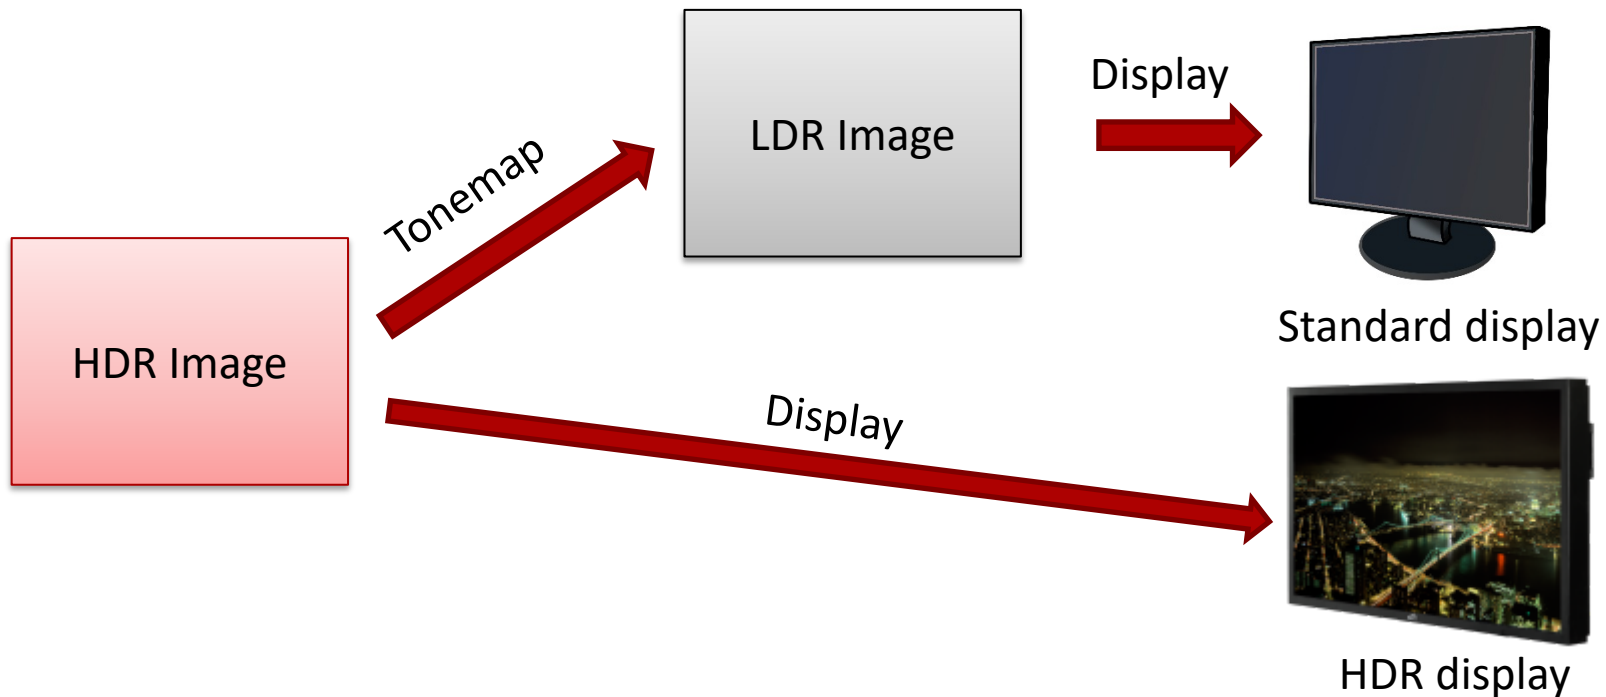 Display
LDR Image
Tonemap
Standard display
HDR Image
Display
HDR display